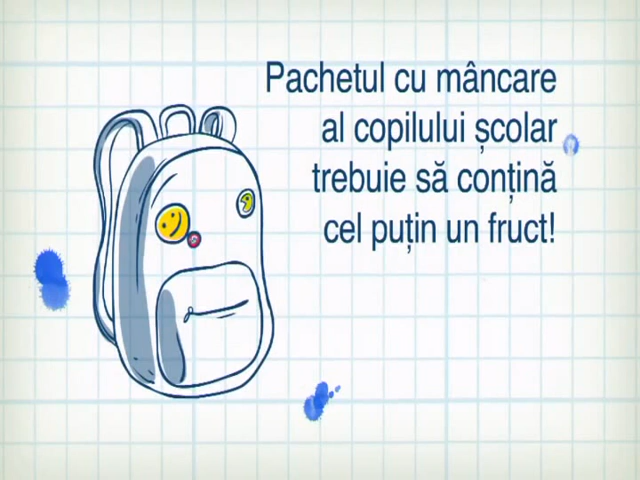 Pachetul cu mâncare
al copilului școlar
trebuie să conțină
cel puțin un fruct!